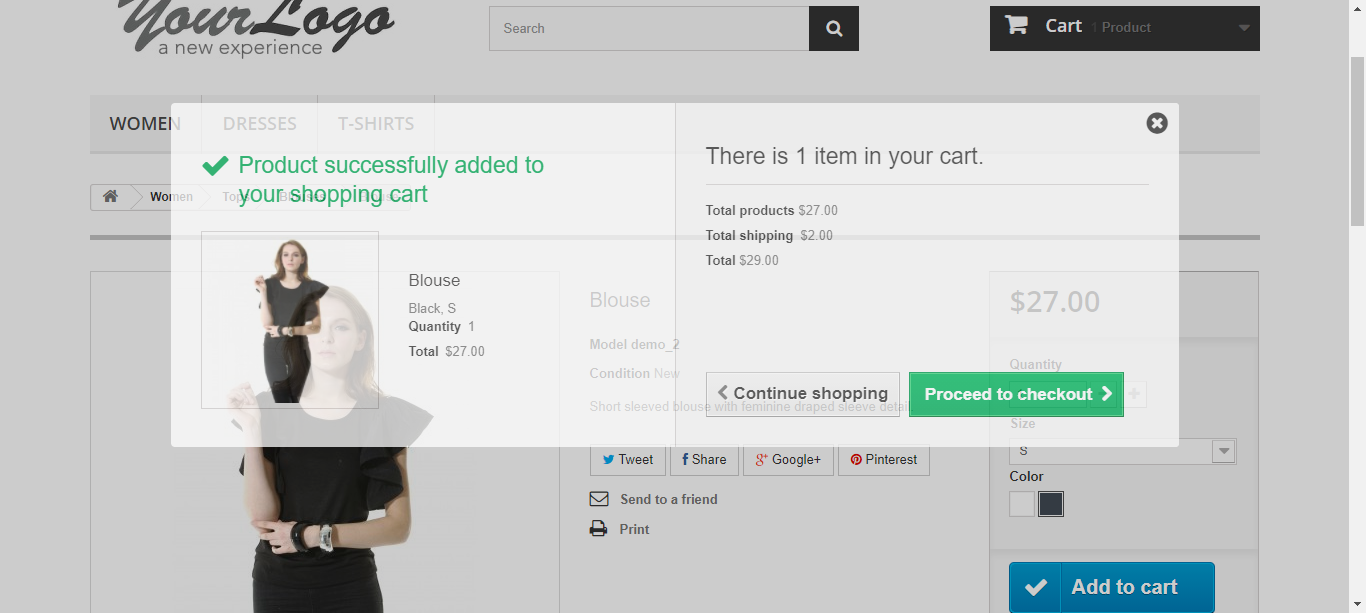 YourLogo
a new experience
Search
Cart 1 Product
WOMEN
DRESSES
T-SHIRTS
Product successfully added to
your shopping cart
There is 1 item in your cart.
Women
Tops
Blouses
Total products $27.00
Total shipping $2.00
Total $29.00
Blouse
Black, S
Quantity 1
Total $27.00
Continue shopping
Proceed to checkout
Blouse
Model demo_2
Condition New
Short sleeved blouse with feminine draped sleeve detail
Tweet
Share
Google+
Pinterest
Send to a friend
Print
$27.00
Quantity
Size
S
Color
Add to cart